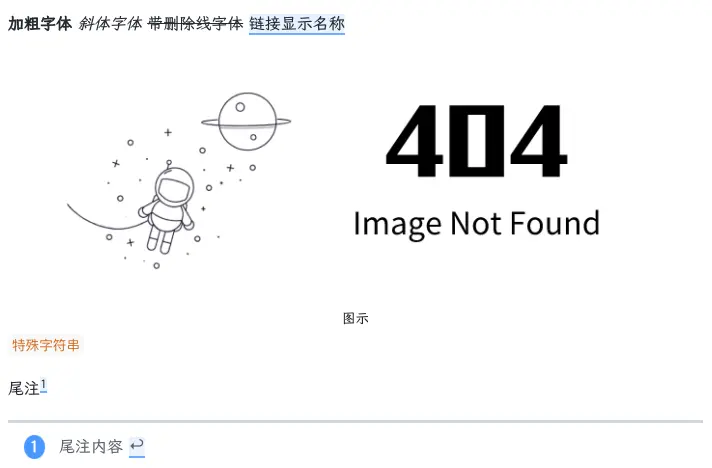 加粗字体 斜体字体 带删除线字体 链接显示名称
404
Image Not Found
图示
特殊字符串
尾注1
1 尾注内容 ↩